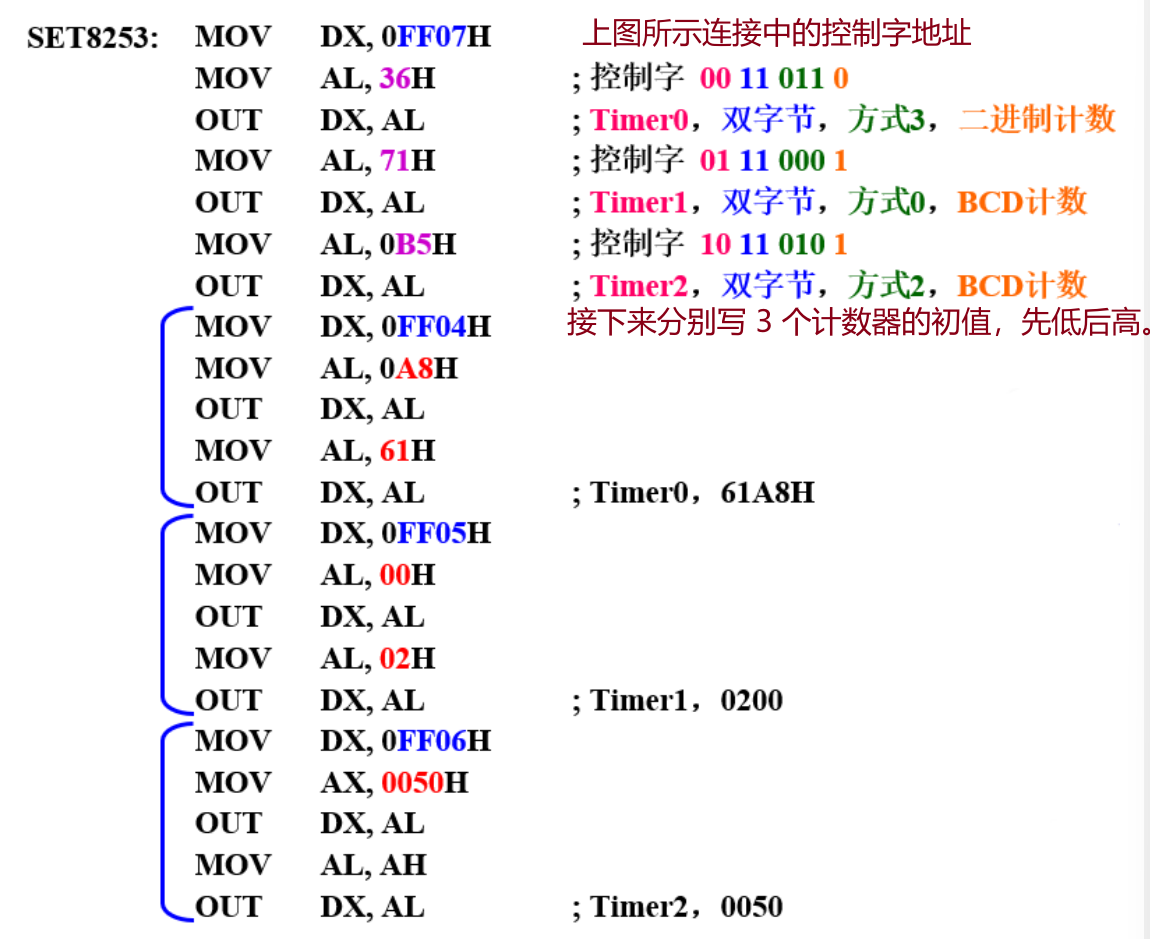 SET8253: MOV DX, 0FF07H 上图所示连接中的控制字地址
MOV AL, 36H ; 控制字 00 11 011 0
OUT DX, AL ; Timer0，双字节，方式3，二进制计数
MOV AL, 71H ; 控制字 01 11 000 1
OUT DX, AL ; Timer1，双字节，方式0，BCD计数
MOV AL, 0B5H ; 控制字 10 11 010 1
OUT DX, AL ; Timer2，双字节，方式2，BCD计数
MOV DX, 0FF04H 接下来分别写 3 个计数器的初值，先低后高。
MOV AL, 0A8H
OUT DX, AL
MOV AL, 61H
OUT DX, AL ; Timer0，61A8H
MOV DX, 0FF05H
MOV AL, 00H
OUT DX, AL
MOV AL, 02H
OUT DX, AL ; Timer1，0200
MOV DX, 0FF06H
MOV AX, 0050H
OUT DX, AL
MOV AL, AH
OUT DX, AL ; Timer2，0050